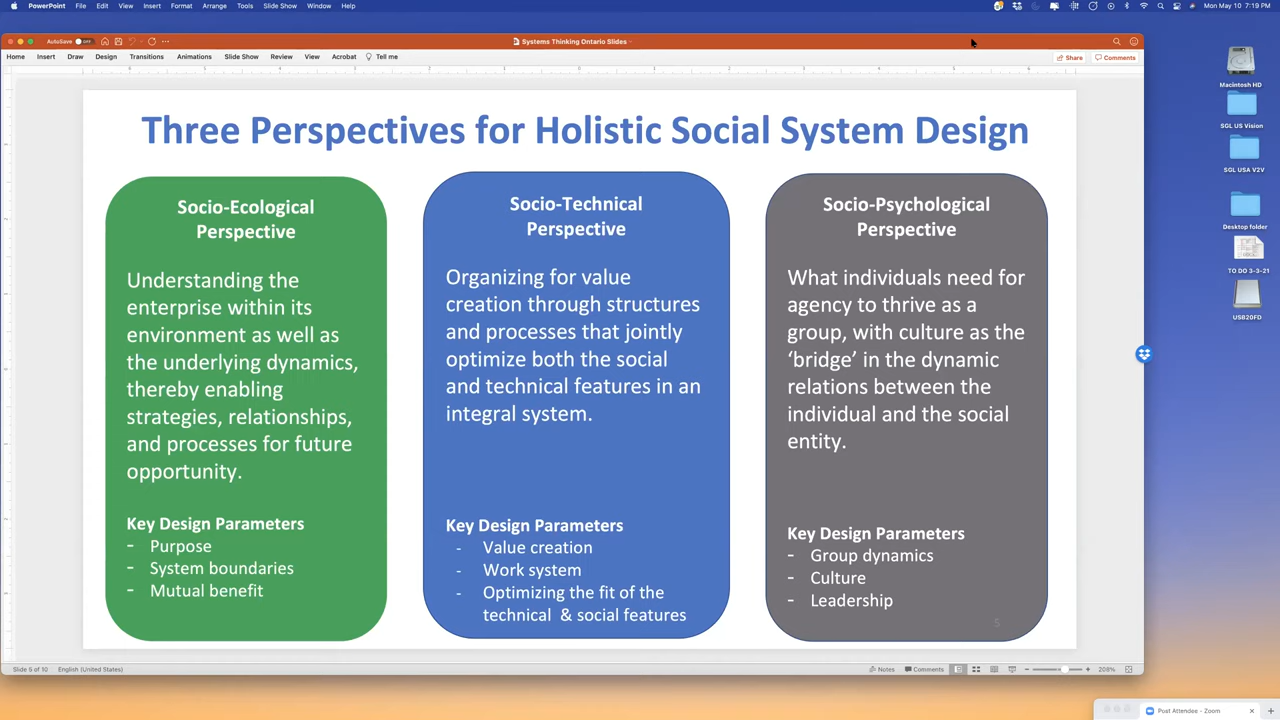 PowerPoint File Edit View Insert Format Arrange Tools Slide Show Window Help
Mon May 10 7:19 PM
AutoSave OFF
Systems Thinking Ontario Slides
Home Insert Draw Design Transitions Animations Slide Show Review View Acrobat Tell me
Share Comments
Three Perspectives for Holistic Social System Design
Socio-Ecological
Perspective
Understanding the
enterprise within its
environment as well as
the underlying dynamics,
thereby enabling
strategies, relationships,
and processes for future
opportunity.
Key Design Parameters
- Purpose
- System boundaries
- Mutual benefit
Socio-Technical
Perspective
Organizing for value
creation through structures
and processes that jointly
optimize both the social
and technical features in an
integral system.
Key Design Parameters
- Value creation
- Work system
- Optimizing the fit of the
technical & social features
Socio-Psychological
Perspective
What individuals need for
agency to thrive as a
group, with culture as the
‘bridge’ in the dynamic
relations between the
individual and the social
entity.
Key Design Parameters
- Group dynamics
- Culture
- Leadership
5
Macintosh HD
SGL US Vision
SGL USA V2V
Desktop folder
TO DO 3-3-21
USB20FD
Slide 5 of 10 English (United States)
Notes Comments
208%
Post Attendee - Zoom